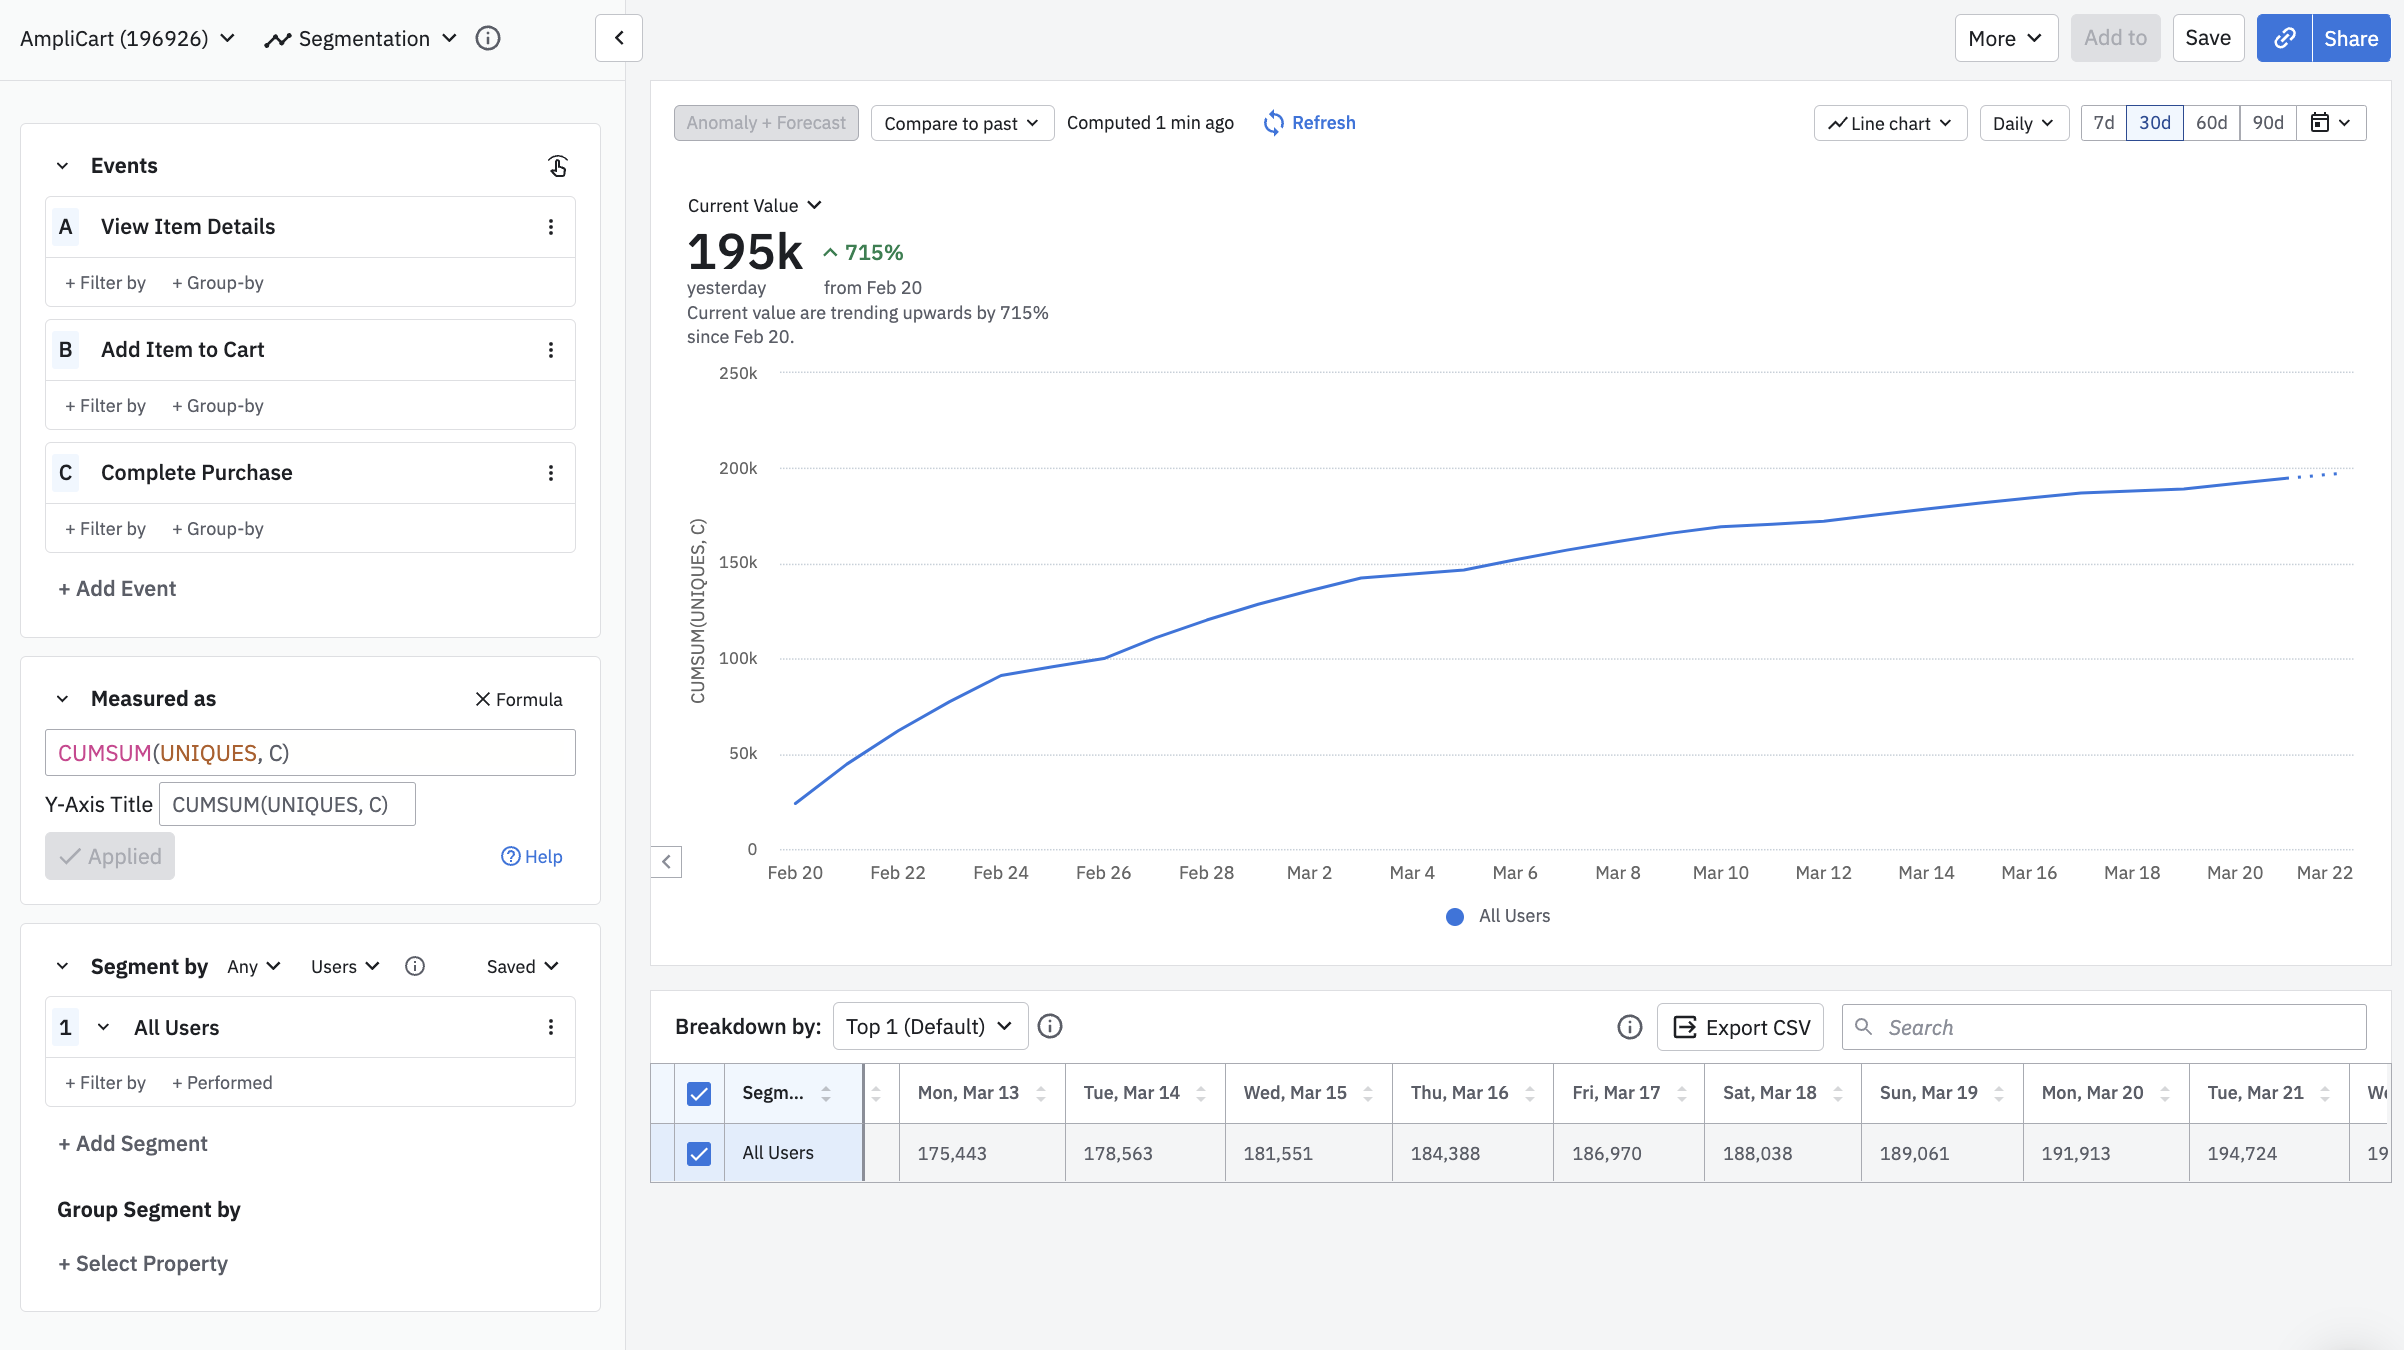 AmpliCart (196926) Segmentation
More Add to Save Share
Events
A View Item Details
+ Filter by + Group-by
B Add Item to Cart
+ Filter by + Group-by
C Complete Purchase
+ Filter by + Group-by
+ Add Event
Measured as Formula
CUMSUM(UNIQUES, C)
Y-Axis Title CUMSUM(UNIQUES, C)
Applied Help
Segment by Any Users Saved
1 All Users
+ Filter by + Performed
+ Add Segment
Group Segment by
+ Select Property
Anomaly + Forecast Compare to past Computed 1 min ago Refresh Line chart Daily 7d 30d 60d 90d
Current Value
195k 715%
yesterday from Feb 20
Current value are trending upwards by 715%
since Feb 20.
CUMSUM(UNIQUES, C)
250k
200k
150k
100k
50k
0
Feb 20 Feb 22 Feb 24 Feb 26 Feb 28 Mar 2 Mar 4 Mar 6 Mar 8 Mar 10 Mar 12 Mar 14 Mar 16 Mar 18 Mar 20 Mar 22
All Users
Breakdown by: Top 1 (Default) Export CSV Search
Segm... Mon, Mar 13 Tue, Mar 14 Wed, Mar 15 Thu, Mar 16 Fri, Mar 17 Sat, Mar 18 Sun, Mar 19 Mon, Mar 20 Tue, Mar 21
All Users 175,443 178,563 181,551 184,388 186,970 188,038 189,061 191,913 194,724